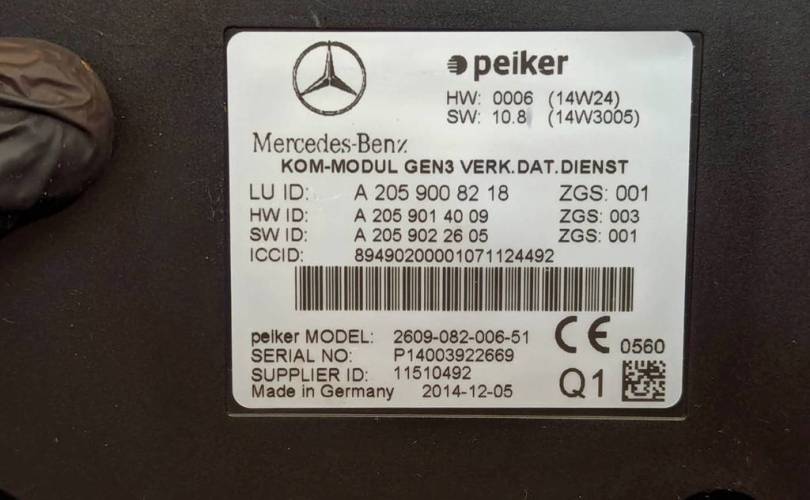 peiker
HW: 0006 (14W24)
SW: 10.8 (14W3005)
Mercedes-Benz
KOM-MODUL GEN3 VERK.DAT.DIENST
LU ID: A 205 900 82 18 ZGS: 001
HW ID: A 205 901 40 09 ZGS: 003
SW ID: A 205 902 26 05 ZGS: 001
ICCID: 89490200001071124492
peiker MODEL: 2609-082-006-51
SERIAL NO: P14003922669
SUPPLIER ID: 11510492
Made in Germany 2014-12-05
CE 0560
Q1